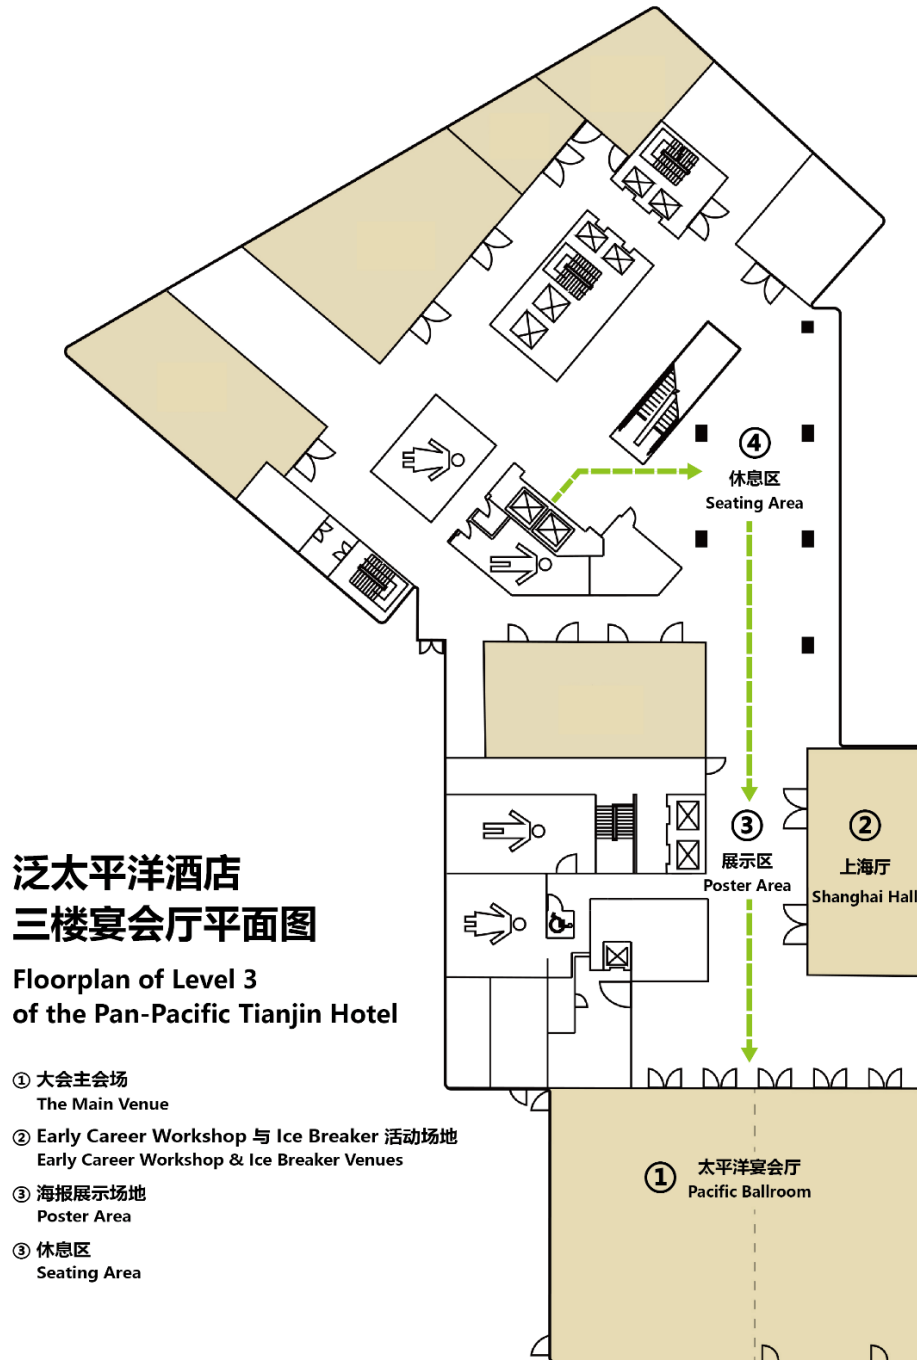 ④
休息区
Seating Area
③
展示区
Poster Area
②
上海厅
Shanghai Hall
泛太平洋酒店
三楼宴会厅平面图
Floorplan of Level 3
of the Pan-Pacific Tianjin Hotel
① 大会主会场
The Main Venue
② Early Career Workshop 与 Ice Breaker 活动场地
Early Career Workshop & Ice Breaker Venues
③ 海报展示场地
Poster Area
③ 休息区
Seating Area
①
太平洋宴会厅
Pacific Ballroom